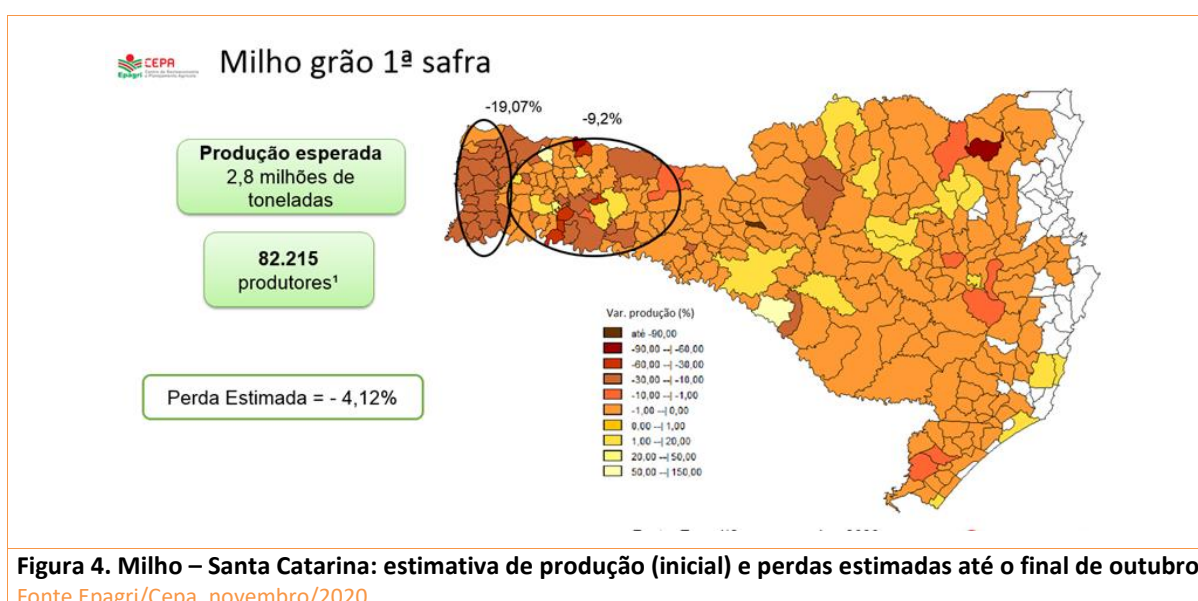 CEPA
Epagri
Milho grão 1ª safra
-19,07%
-9,2%
Produção esperada
2,8 milhões de
toneladas
82.215
produtores¹
Perda Estimada = - 4,12%
Var. produção (%)
até -90,00
-90,00 --| -60,00
-60,00 --| -30,00
-30,00 --| -10,00
-10,00 --| -1,00
-1,00 --| 0,00
0,00 --| 1,00
1,00 --| 20,00
20,00 --| 50,00
50,00 --| 150,00
Figura 4. Milho – Santa Catarina: estimativa de produção (inicial) e perdas estimadas até o final de outubro
Fonte Epagri/Cepa, novembro/2020